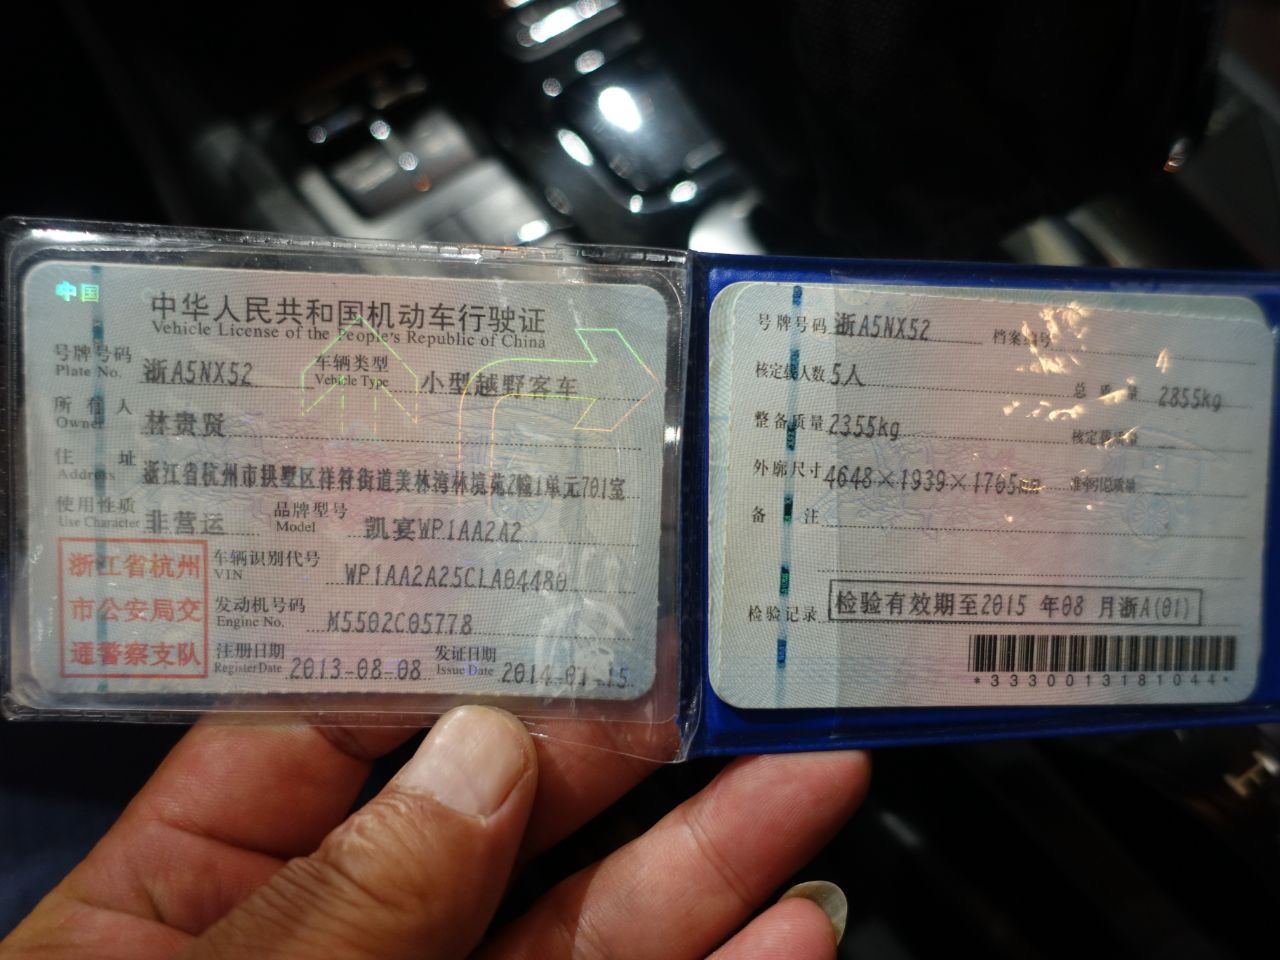 中国
中华人民共和国机动车行驶证
Vehicle License of the People's Republic of China
号牌号码 浙A5NX52 车辆类型 小型越野客车
Plate No. Vehicle Type
所有人 林贵贤
Owner
住址 浙江省杭州市拱墅区祥符街道美林湾林境苑2幢1单元701室
Address
使用性质 非营运 品牌型号 凯宴WP1AA2A2
Use Character Model
浙江省杭州
市公安局交
通警察支队
车辆识别代号 WP1AA2A25CLA04480
VIN
发动机号码 M5502C05778
Engine No.
注册日期 2013-08-08 发证日期 2014-01-15
Register Date Issue Date
号牌号码 浙A5NX52 档案编号
核定载人数 5人 总质量 2855kg
整备质量 2355kg 核定载质量
外廓尺寸 4648×1939×1705mm 准牵引总质量
备注
检验记录 检验有效期至2015 年08 月浙A(01)
*3330013181044*